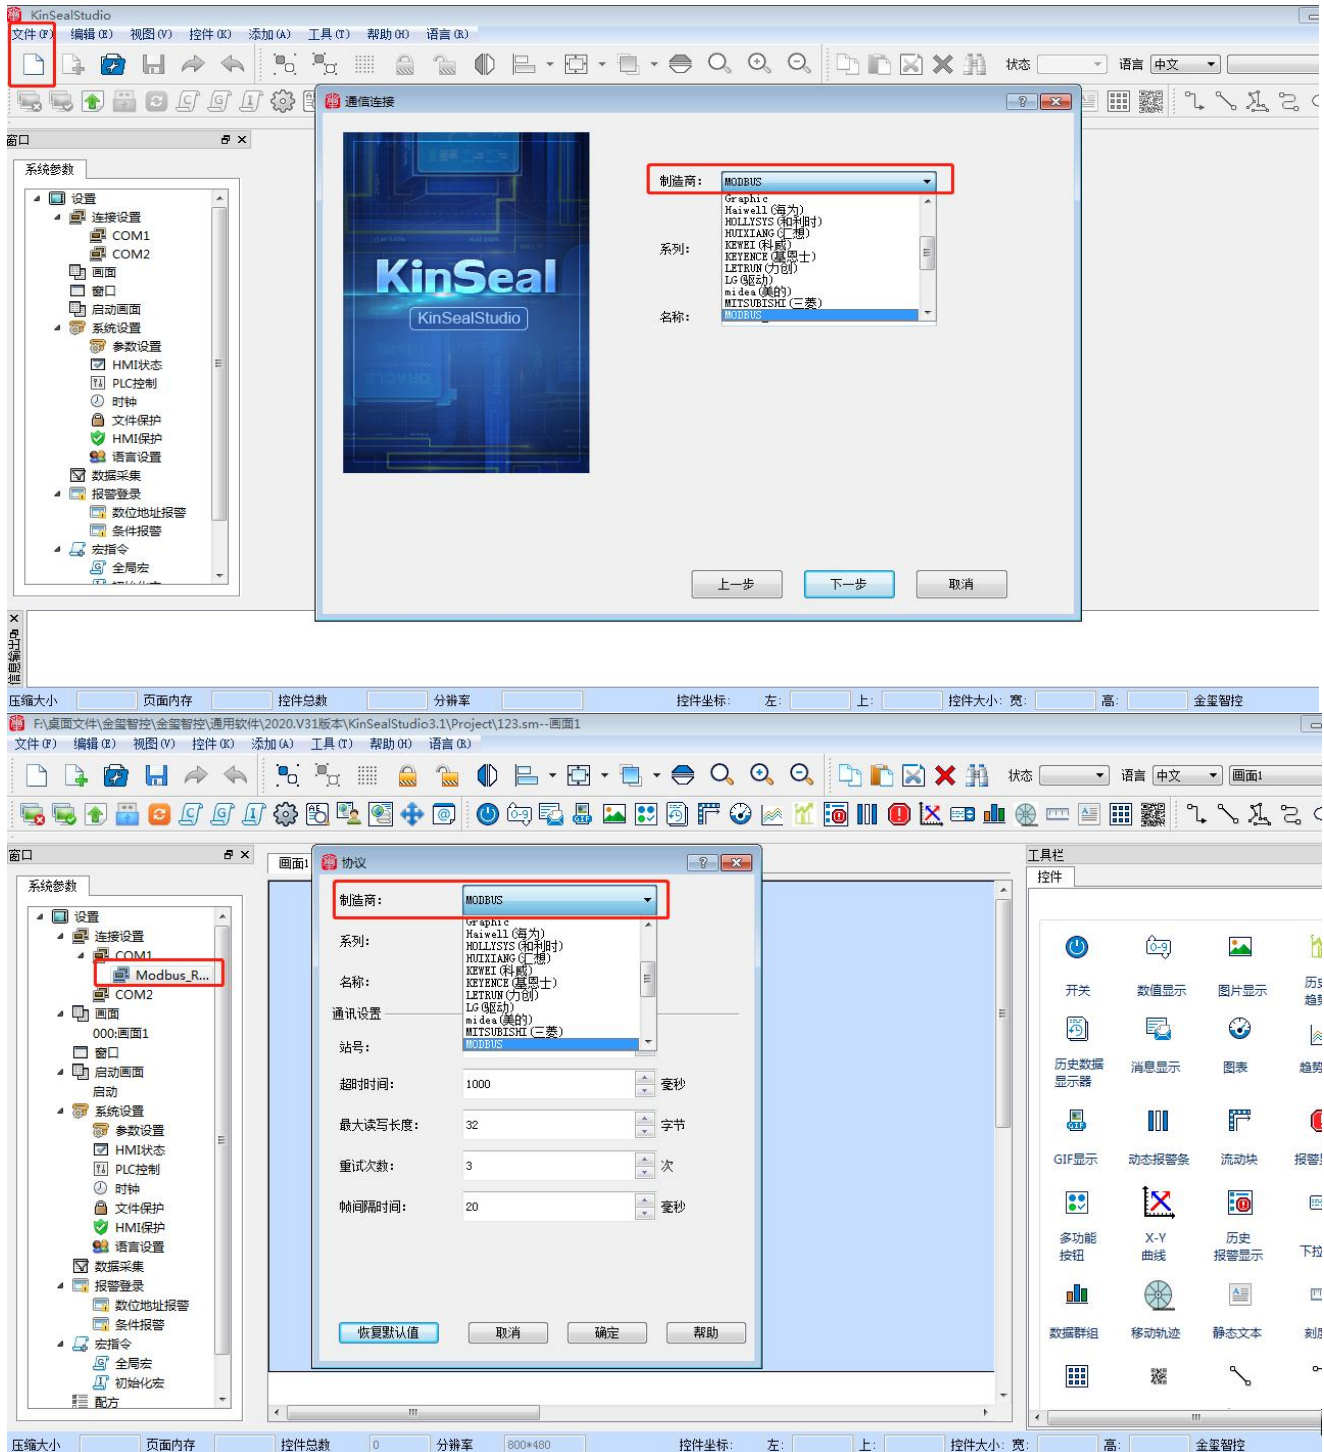 KinSealStudio
文件(F) 编辑(E) 视图(V) 控件(K) 添加(A) 工具(T) 帮助(H) 语言(R)
状态 语言 中文
通信连接
窗口
系统参数
设置
连接设置
COM1
COM2
画面
窗口
启动画面
系统设置
参数设置
HMI状态
PLC控制
时钟
文件保护
HMI保护
语言设置
数据采集
报警登录
数位地址报警
条件报警
宏指令
全局宏
KinSeal
KinSealStudio
制造商: MODBUS
Graphic
Haiwell(海为)
HOLLYSYS(和利时)
HUIXIANG(汇想)
KEWEI(科威)
KEYENCE(基恩士)
LETRUN(力创)
LG(驱动)
midea(美的)
MITSUBISHI(三菱)
MODBUS
系列:
名称:
上一步 下一步 取消
信息输出
压缩大小 页面内存 控件总数 分辨率 控件坐标: 左: 上: 控件大小: 宽: 高: 金玺智控
F:\桌面文件\金玺智控\金玺智控\通用软件\2020.V31版本\KinSealStudio3.1\Project\123.sm--画面1
文件(F) 编辑(E) 视图(V) 控件(K) 添加(A) 工具(T) 帮助(H) 语言(R)
状态 语言 中文 画面1
窗口
系统参数
设置
连接设置
COM1
Modbus_R...
COM2
画面
000:画面1
窗口
启动画面
启动
系统设置
参数设置
HMI状态
PLC控制
时钟
文件保护
HMI保护
语言设置
数据采集
报警登录
数位地址报警
条件报警
宏指令
全局宏
初始化宏
配方
画面1
协议
制造商: MODBUS
Graphic
Haiwell(海为)
HOLLYSYS(和利时)
HUIXIANG(汇想)
KEWEI(科威)
KEYENCE(基恩士)
LETRUN(力创)
LG(驱动)
midea(美的)
MITSUBISHI(三菱)
MODBUS
系列:
名称:
通讯设置
站号:
超时时间: 1000 毫秒
最大读写长度: 32 字节
重试次数: 3 次
帧间隔时间: 20 毫秒
恢复默认值 取消 确定 帮助
工具栏
控件
开关 数值显示 图片显示 历史
趋势
历史数据
显示器 消息显示 图表 趋势
GIF显示 动态报警条 流动块 报警
多功能
按钮 X-Y
曲线 历史
报警显示 下拉
数据群组 移动轨迹 静态文本 刻度
压缩大小 页面内存 控件总数 0 分辨率 800*480 控件坐标: 左: 上: 控件大小: 宽: 高: 金玺智控